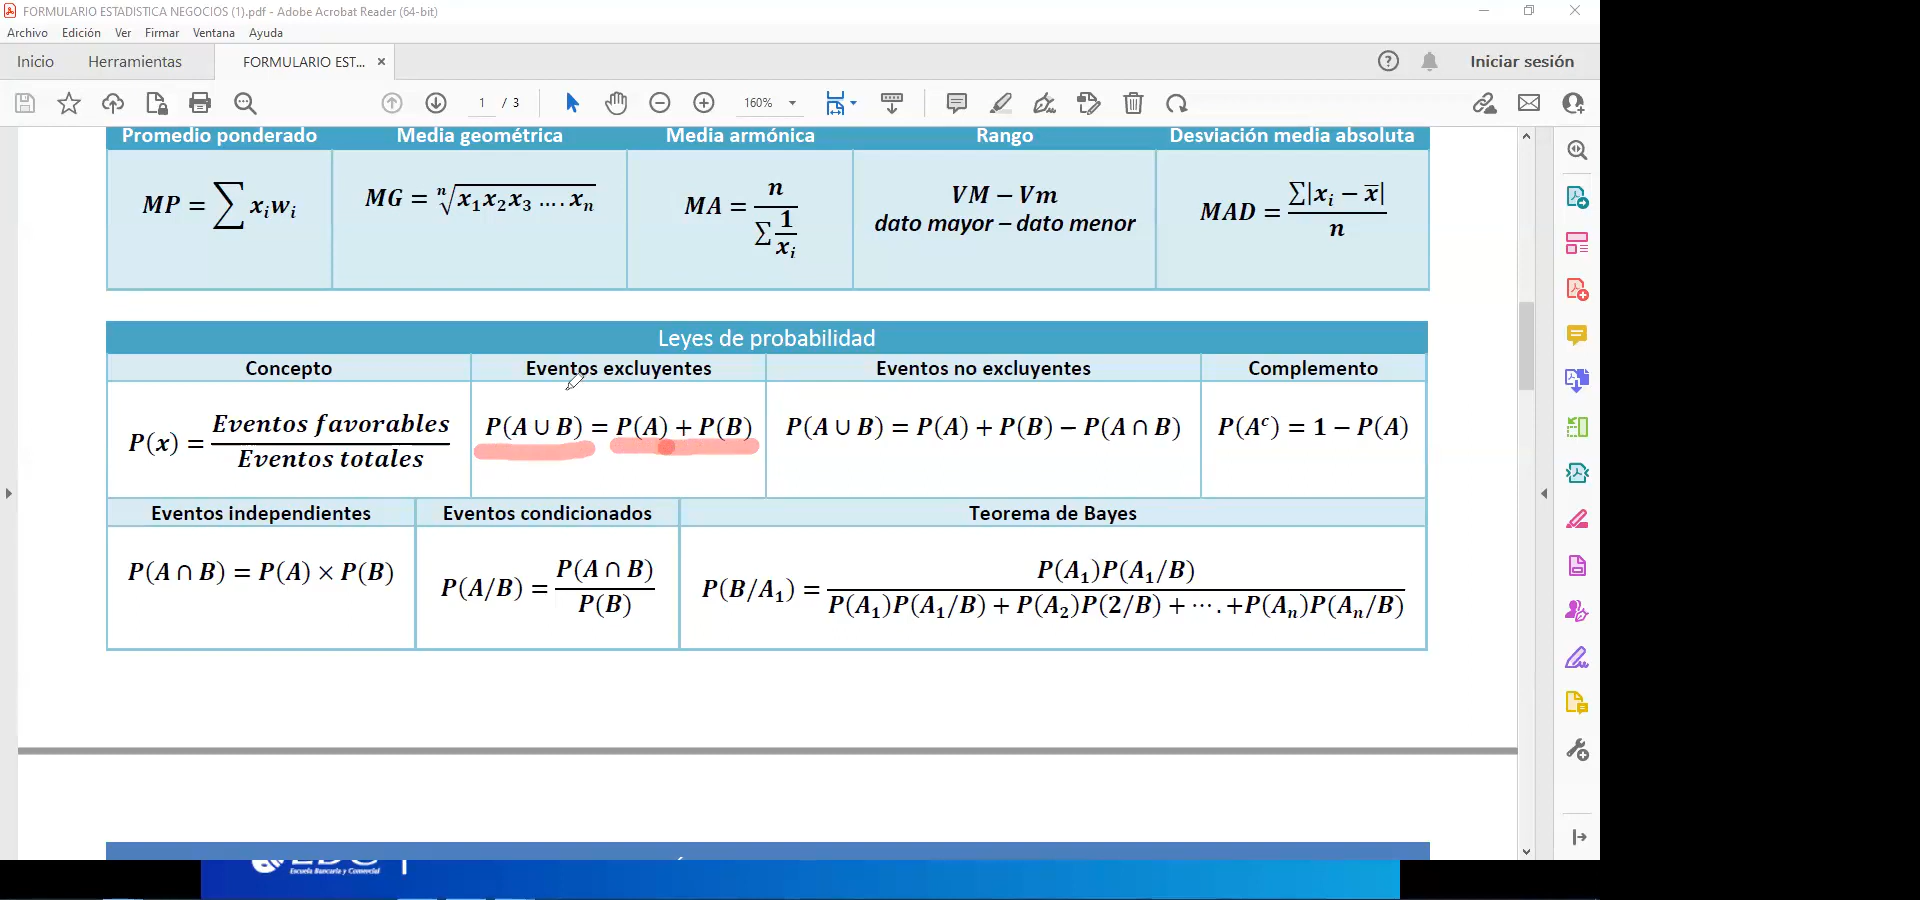 FORMULARIO ESTADISTICA NEGOCIOS (1).pdf - Adobe Acrobat Reader (64-bit)
Archivo Edición Ver Firmar Ventana Ayuda
Inicio Herramientas FORMULARIO EST... × Iniciar sesión
1 / 3 160%
Promedio ponderado Media geométrica Media armónica Rango Desviación media absoluta
MP = ∑ xᵢwᵢ
MG = ⁿ√x₁x₂x₃ …. xₙ
MA = n / ∑ 1/xᵢ
VM – Vm
dato mayor – dato menor
MAD = ∑|xᵢ − x̅| / n
Leyes de probabilidad
Concepto Eventos excluyentes Eventos no excluyentes Complemento
P(x) = Eventos favorables / Eventos totales
P(A ∪ B) = P(A) + P(B)
P(A ∪ B) = P(A) + P(B) − P(A ∩ B)
P(Aᶜ) = 1 − P(A)
Eventos independientes Eventos condicionados Teorema de Bayes
P(A ∩ B) = P(A) × P(B)
P(A/B) = P(A ∩ B) / P(B)
P(B/A₁) = P(A₁)P(A₁/B) / P(A₁)P(A₁/B) + P(A₂)P(2/B) + ⋯.+P(Aₙ)P(Aₙ/B)
Escuela Bancaria y Comercial